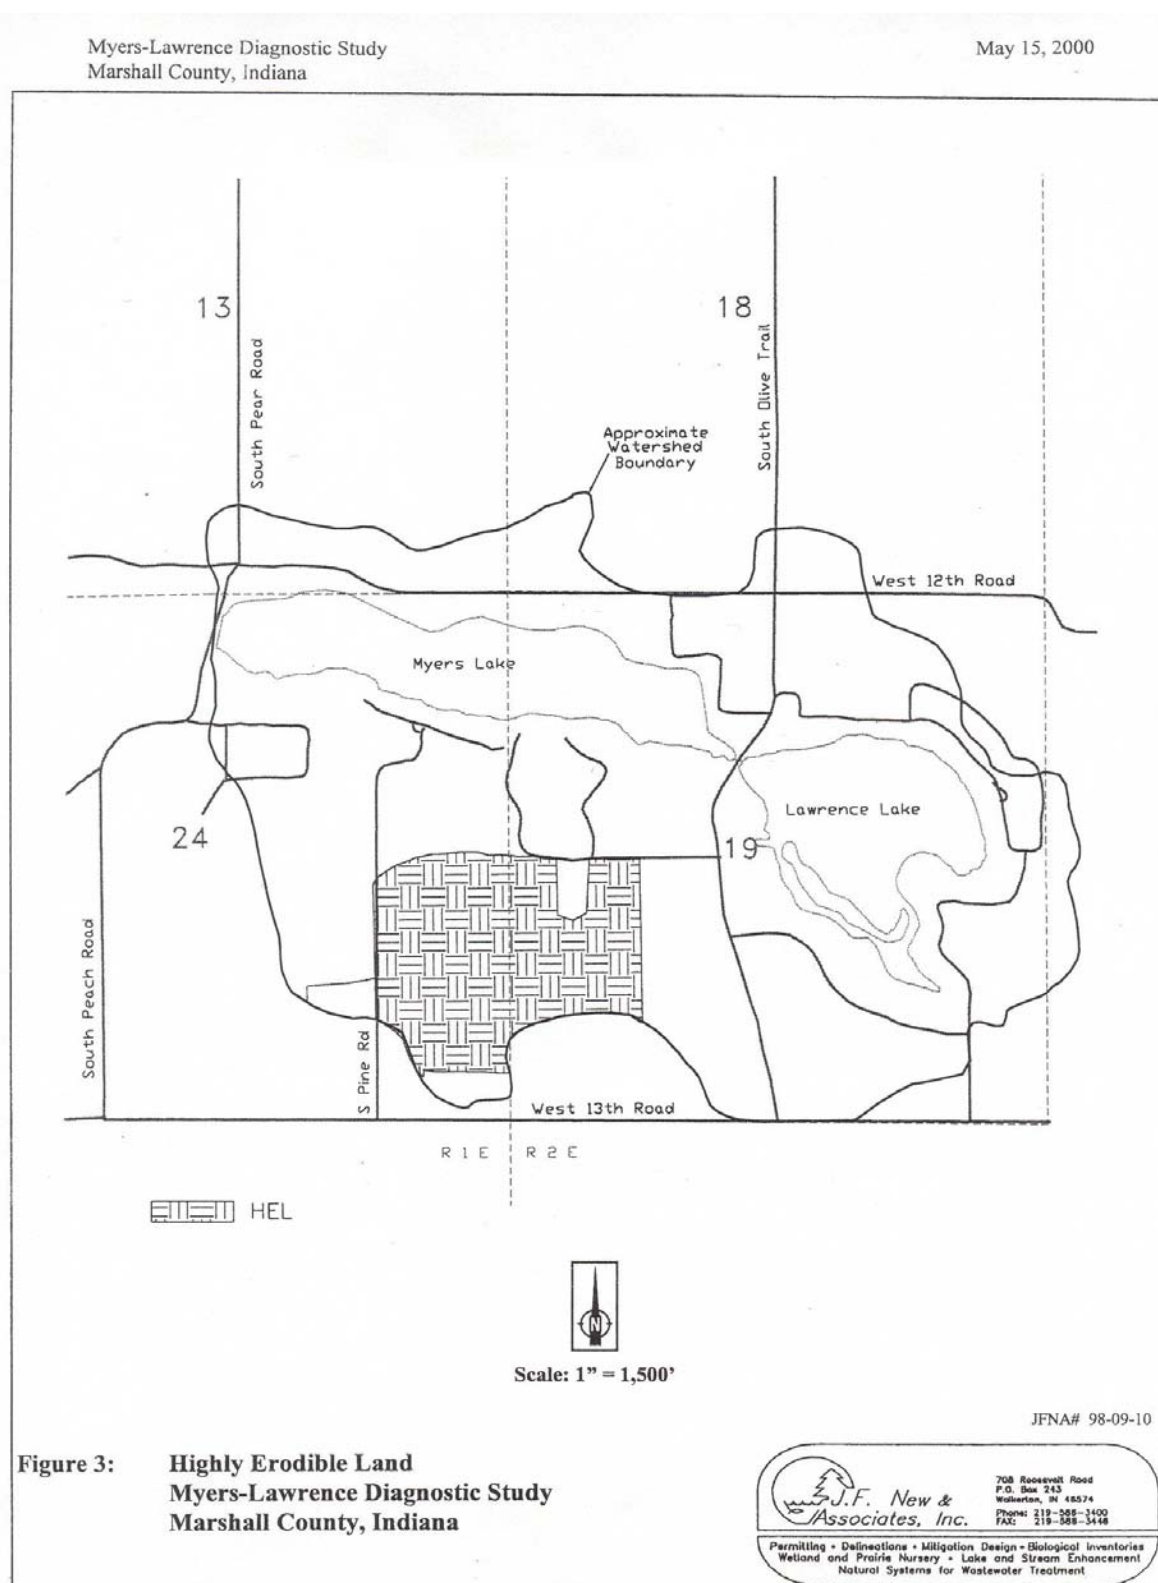 Myers-Lawrence Diagnostic Study
May 15, 2000
Marshall County, Indiana
13
18
South Pear Road
South Olive Trail
Approximate
Watershed
Boundary
West 12th Road
Myers Lake
Lawrence Lake
24
19
South Peach Road
S Pine Rd
West 13th Road
R 1 E
R 2 E
HEL
N
Scale: 1” = 1,500’
JFNA# 98-09-10
Figure 3: Highly Erodible Land
Myers-Lawrence Diagnostic Study
Marshall County, Indiana
J.F. New &
Associates, Inc.
708 Roosevelt Road
P.O. Box 243
Walkerton, IN 46574
Phone: 219-586-3400
FAX: 219-586-3446
Permitting • Delineations • Mitigation Design • Biological Inventories
Wetland and Prairie Nursery • Lake and Stream Enhancement
Natural Systems for Wastewater Treatment